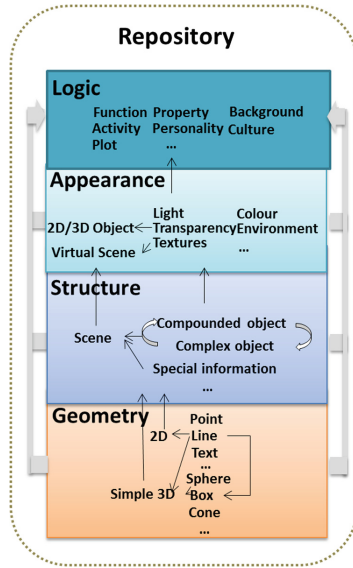 Repository
Logic
Function Property Background
Activity Personality Culture
Plot ...
Appearance
Light Colour
2D/3D Object Transparency Environment
Virtual Scene Textures ...
Structure
Compounded object
Scene Complex object
Special information
...
Geometry
Point
2D Line
Text
...
Sphere
Simple 3D Box
Cone
...